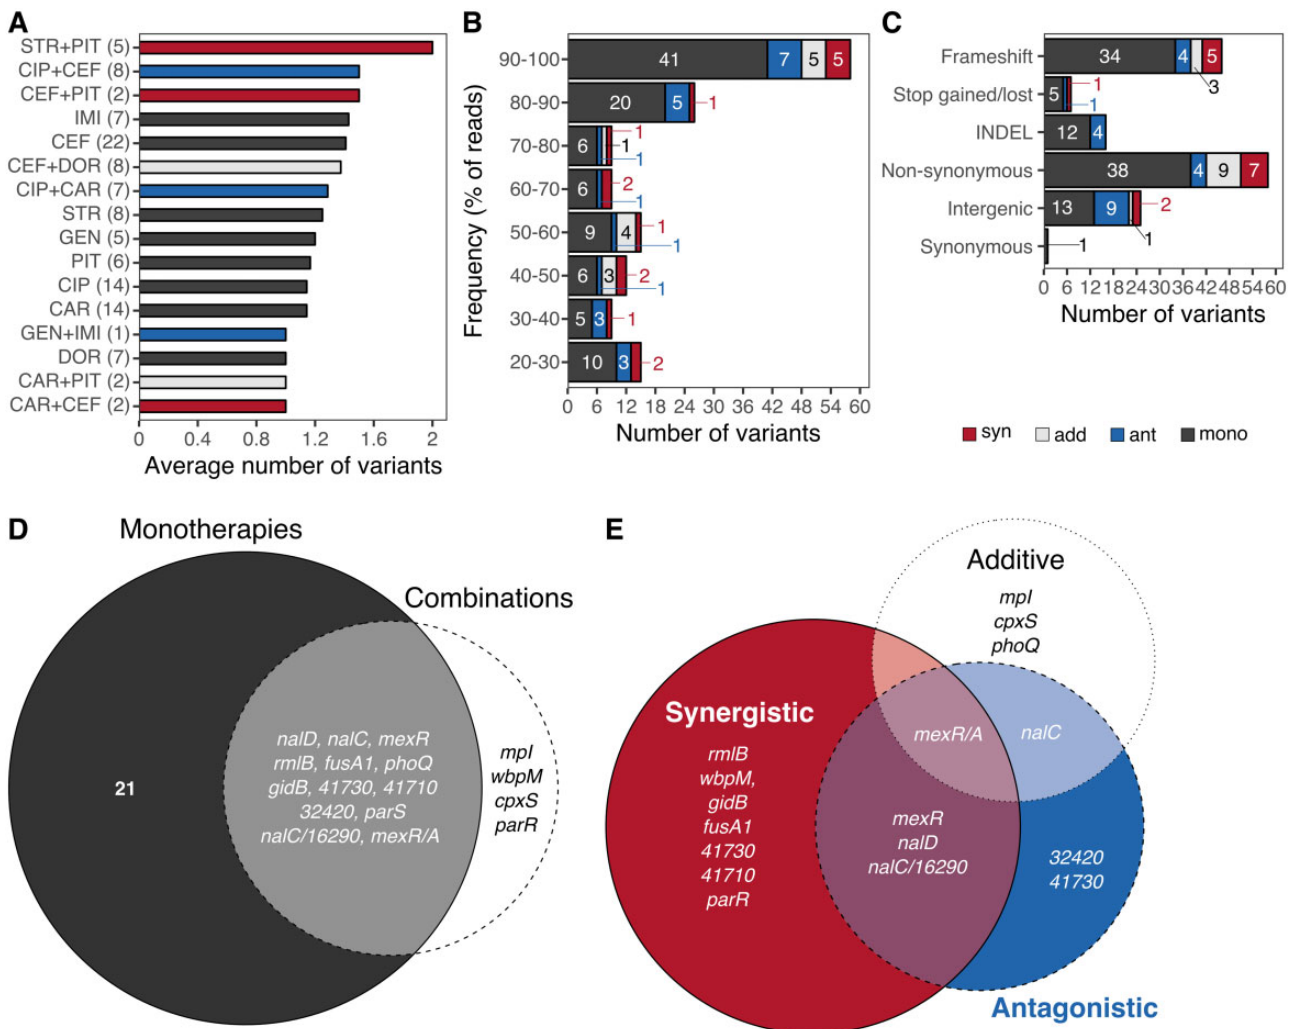 A
STR+PIT (5)
CIP+CEF (8)
CEF+PIT (2)
IMI (7)
CEF (22)
CEF+DOR (8)
CIP+CAR (7)
STR (8)
GEN (5)
PIT (6)
CIP (14)
CAR (14)
GEN+IMI (1)
DOR (7)
CAR+PIT (2)
CAR+CEF (2)
0 0.4 0.8 1.2 1.6 2
Average number of variants
B
Frequency (% of reads)
90-100 41 7 5 5
80-90 20 5 1
70-80 6 1 1 1
60-70 6 2 1
50-60 9 4 1 1
40-50 6 3 2 1
30-40 5 3 1
20-30 10 3 2
0 6 12 18 24 30 36 42 48 54 60
Number of variants
C
Frameshift 34 4 5 3
Stop gained/lost 5 1 1
INDEL 12 4
Non-synonymous 38 4 9 7
Intergenic 13 9 2 1
Synonymous 1
0 6 12 18 24 30 36 42 48 54 60
Number of variants
syn add ant mono
D
Monotherapies
Combinations
21
nalD, nalC, mexR
rmlB, fusA1, phoQ
gidB, 41730, 41710
32420, parS
nalC/16290, mexR/A
mpl
wbpM
cpxS
parR
E
Additive
mpl
cpxS
phoQ
Synergistic
rmlB
wbpM,
gidB
fusA1
41730
41710
parR
mexR/A
nalC
mexR
nalD
nalC/16290
32420
41730
Antagonistic